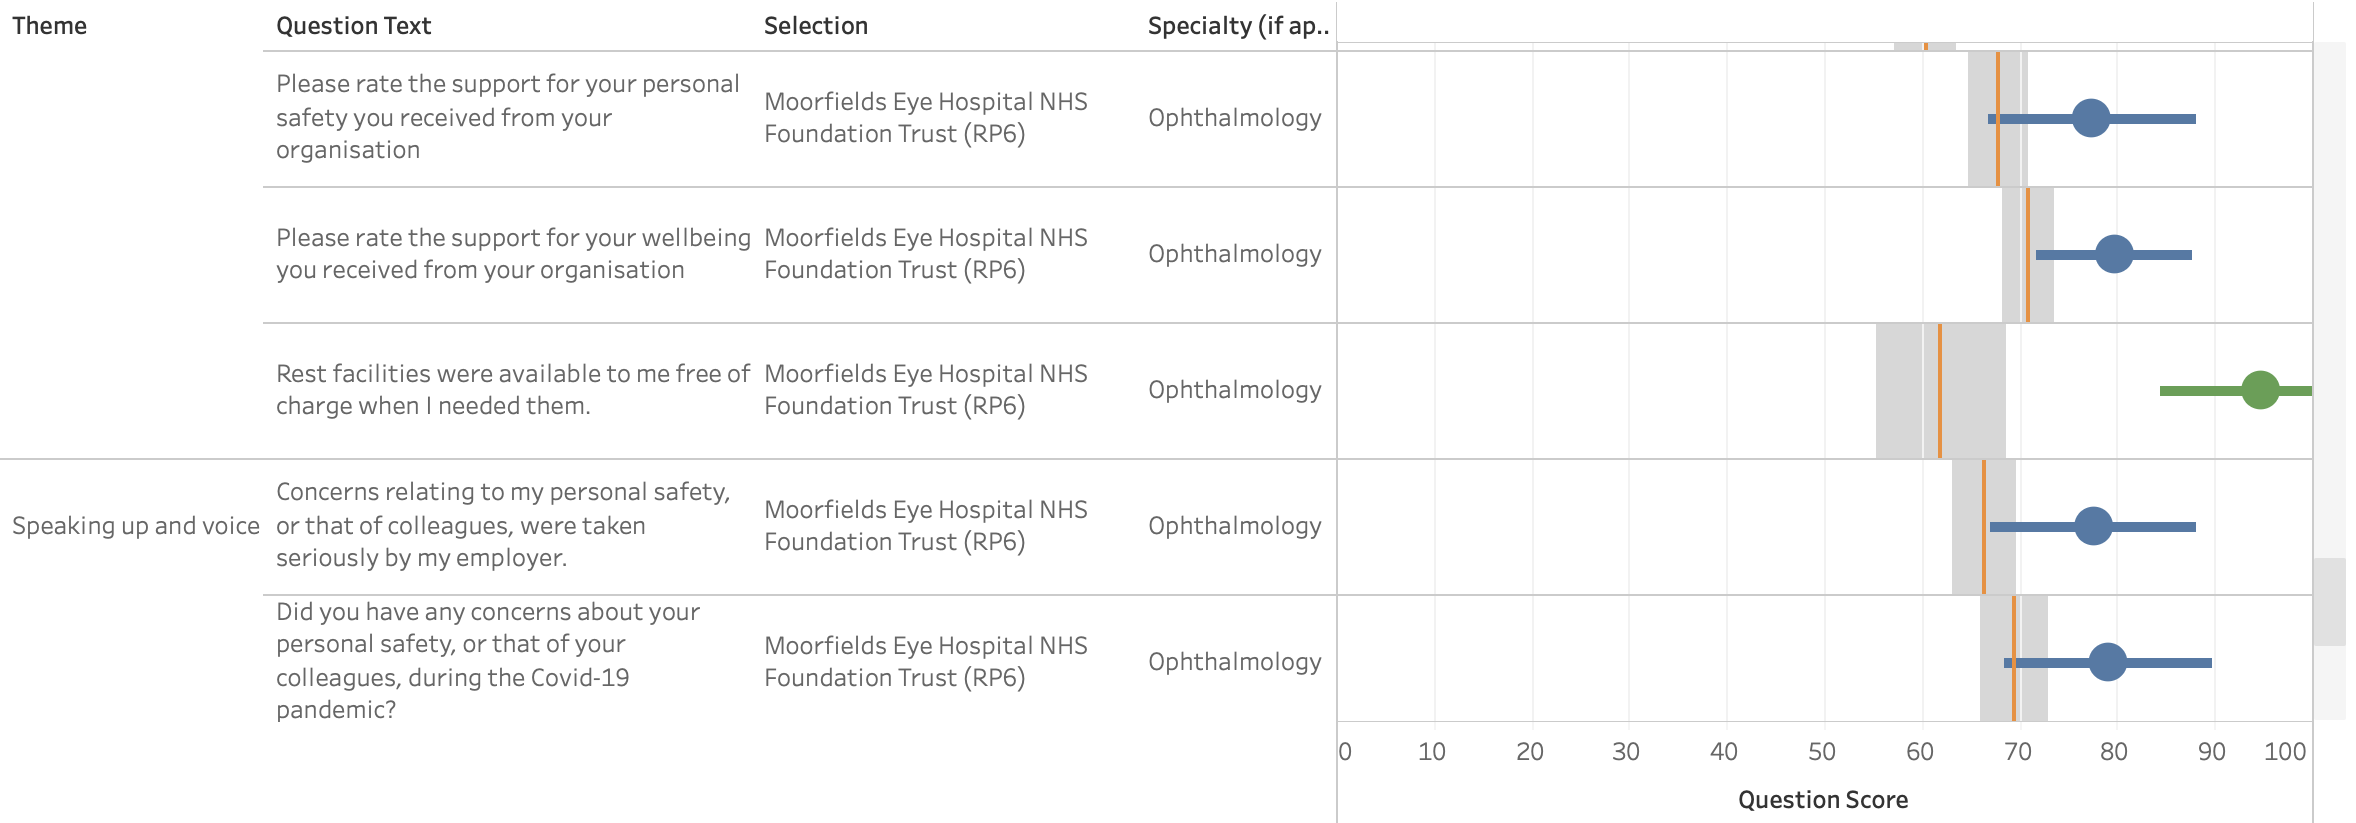 Theme
Question Text
Selection
Specialty (if ap..
Please rate the support for your personal
safety you received from your
organisation
Moorfields Eye Hospital NHS
Foundation Trust (RP6)
Ophthalmology
Please rate the support for your wellbeing
you received from your organisation
Moorfields Eye Hospital NHS
Foundation Trust (RP6)
Ophthalmology
Rest facilities were available to me free of
charge when I needed them.
Moorfields Eye Hospital NHS
Foundation Trust (RP6)
Ophthalmology
Speaking up and voice
Concerns relating to my personal safety,
or that of colleagues, were taken
seriously by my employer.
Moorfields Eye Hospital NHS
Foundation Trust (RP6)
Ophthalmology
Did you have any concerns about your
personal safety, or that of your
colleagues, during the Covid-19
pandemic?
Moorfields Eye Hospital NHS
Foundation Trust (RP6)
Ophthalmology
0 10 20 30 40 50 60 70 80 90 100
Question Score